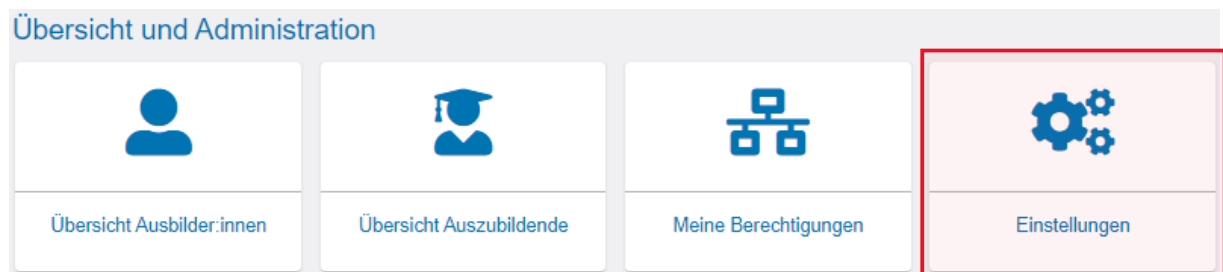 Übersicht und Administration
Übersicht Ausbilder:innen
Übersicht Auszubildende
Meine Berechtigungen
Einstellungen